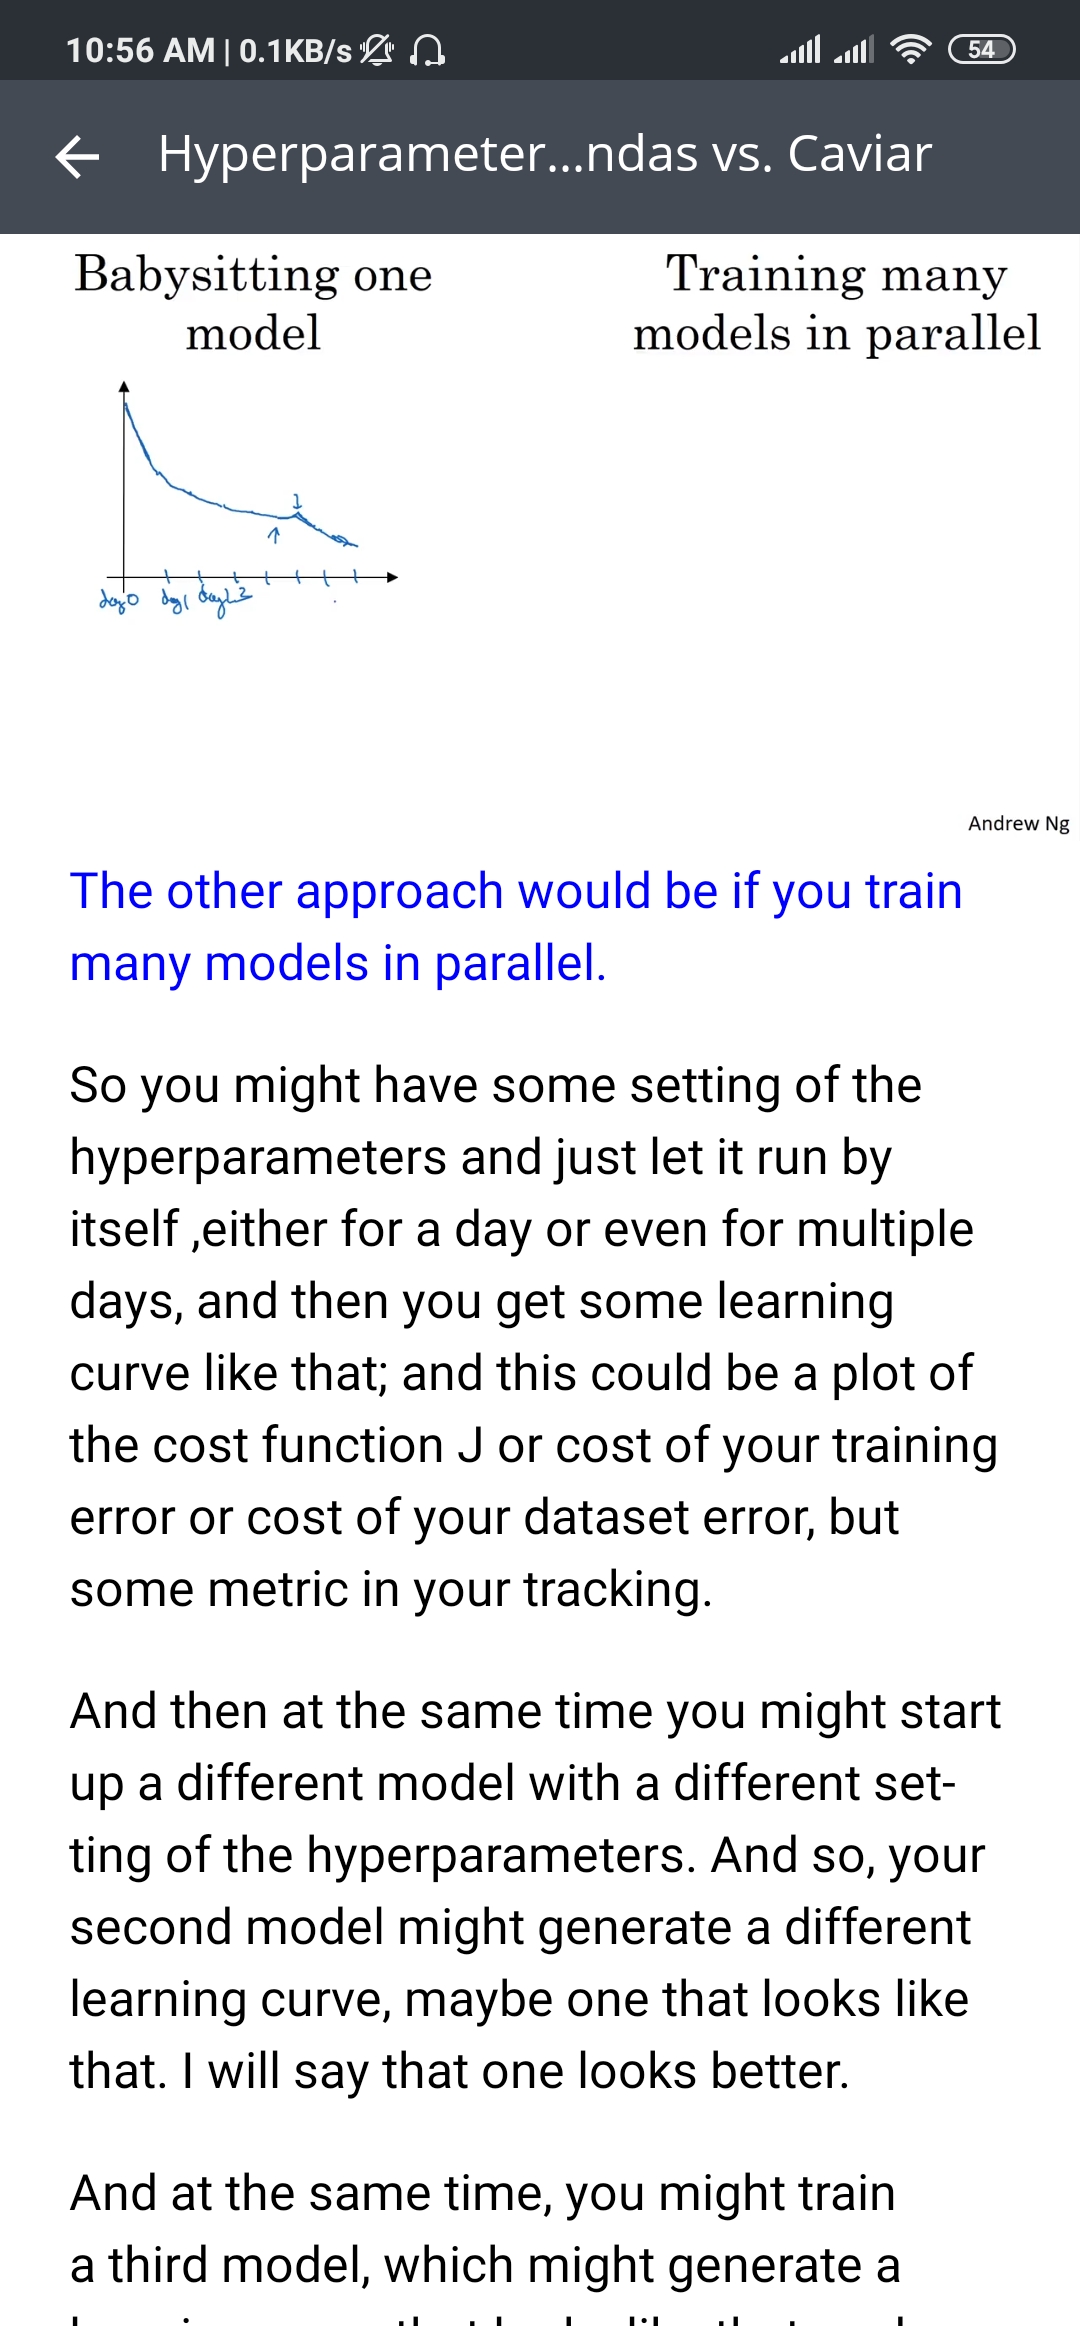 10:56 AM | 0.1KB/s
54
Hyperparameter...ndas vs. Caviar
Babysitting one
model
Training many
models in parallel
day 0 day 1 day 2
Andrew Ng
The other approach would be if you train
many models in parallel.
So you might have some setting of the
hyperparameters and just let it run by
itself ,either for a day or even for multiple
days, and then you get some learning
curve like that; and this could be a plot of
the cost function J or cost of your training
error or cost of your dataset error, but
some metric in your tracking.
And then at the same time you might start
up a different model with a different set-
ting of the hyperparameters. And so, your
second model might generate a different
learning curve, maybe one that looks like
that. I will say that one looks better.
And at the same time, you might train
a third model, which might generate a